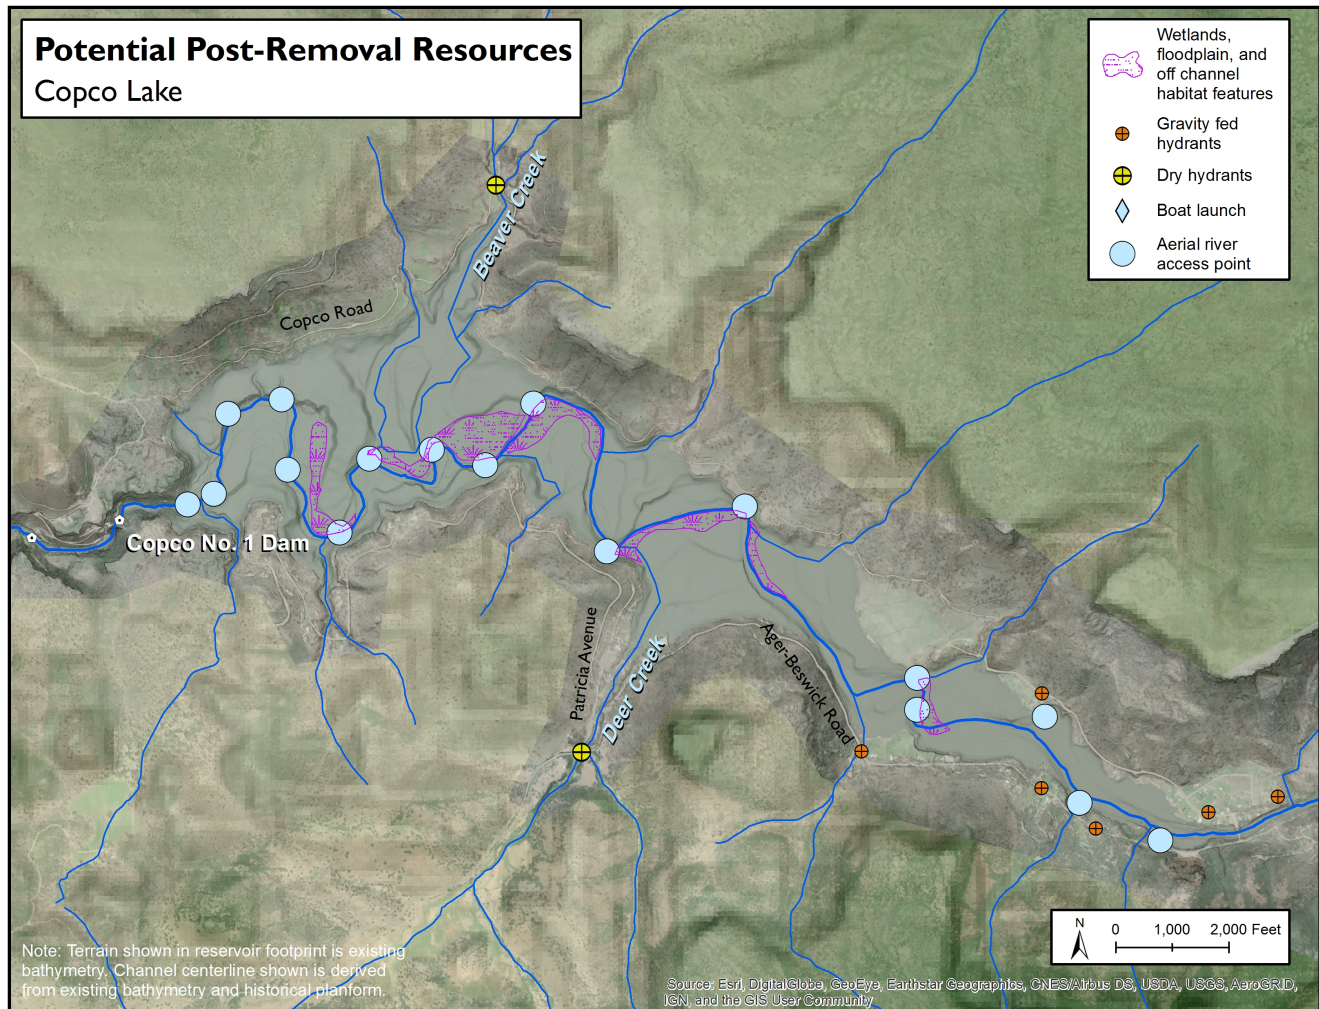 Potential Post-Removal Resources
Copco Lake
Wetlands,
floodplain, and
off channel
habitat features
Gravity fed
hydrants
Dry hydrants
Boat launch
Aerial river
access point
Beaver Creek
Copco Road
Copco No. 1 Dam
Patricia Avenue
Deer Creek
Ager-Beswick Road
N
0 1,000 2,000 Feet
Note: Terrain shown in reservoir footprint is existing
bathymetry. Channel centerline shown is derived
from existing bathymetry and historical planform.
Source: Esri, DigitalGlobe, GeoEye, Earthstar Geographics, CNES/Airbus DS, USDA, USGS, AeroGRID,
IGN, and the GIS User Community